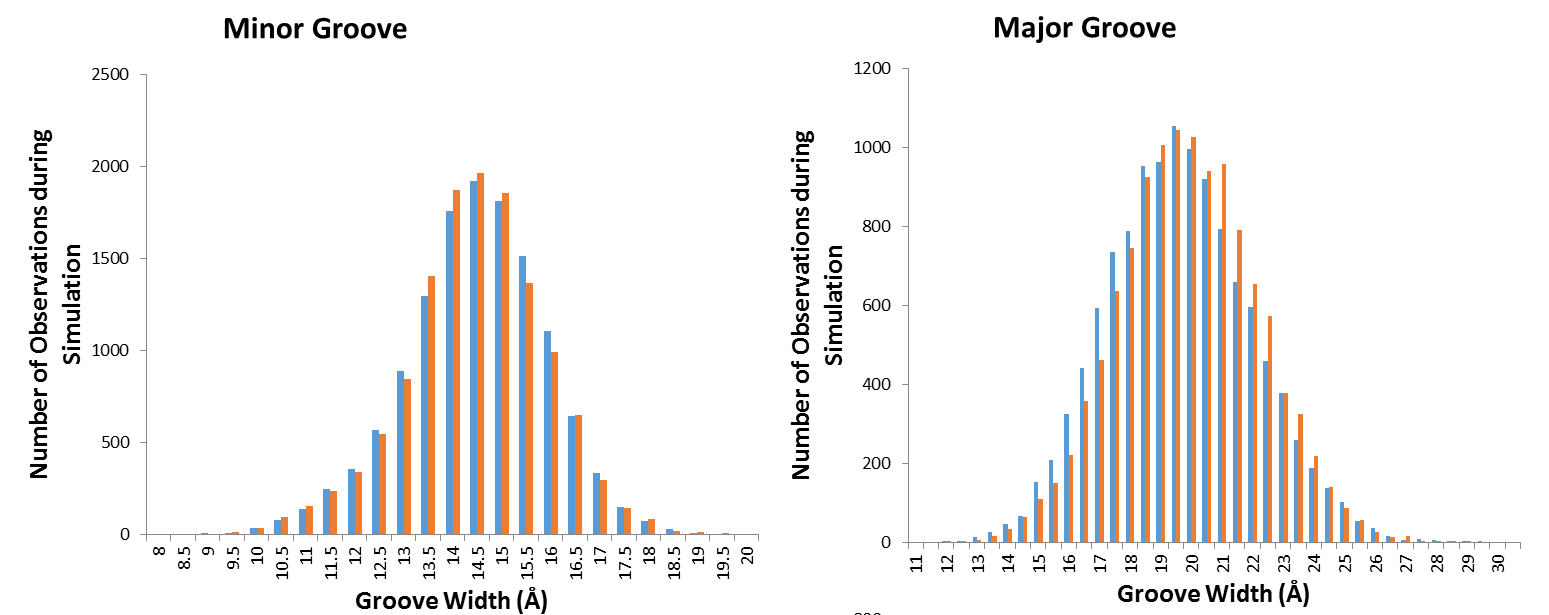 Minor Groove
Number of Observations during
Simulation
2500
2000
1500
1000
500
0
8 8.5 9 9.5 10 10.5 11 11.5 12 12.5 13 13.5 14 14.5 15 15.5 16 16.5 17 17.5 18 18.5 19 19.5 20
Groove Width (Å)
Major Groove
Number of Observations during
Simulation
1200
1000
800
600
400
200
0
11 12 13 14 15 16 17 18 19 20 21 22 23 24 25 26 27 28 29 30
Groove Width (Å)